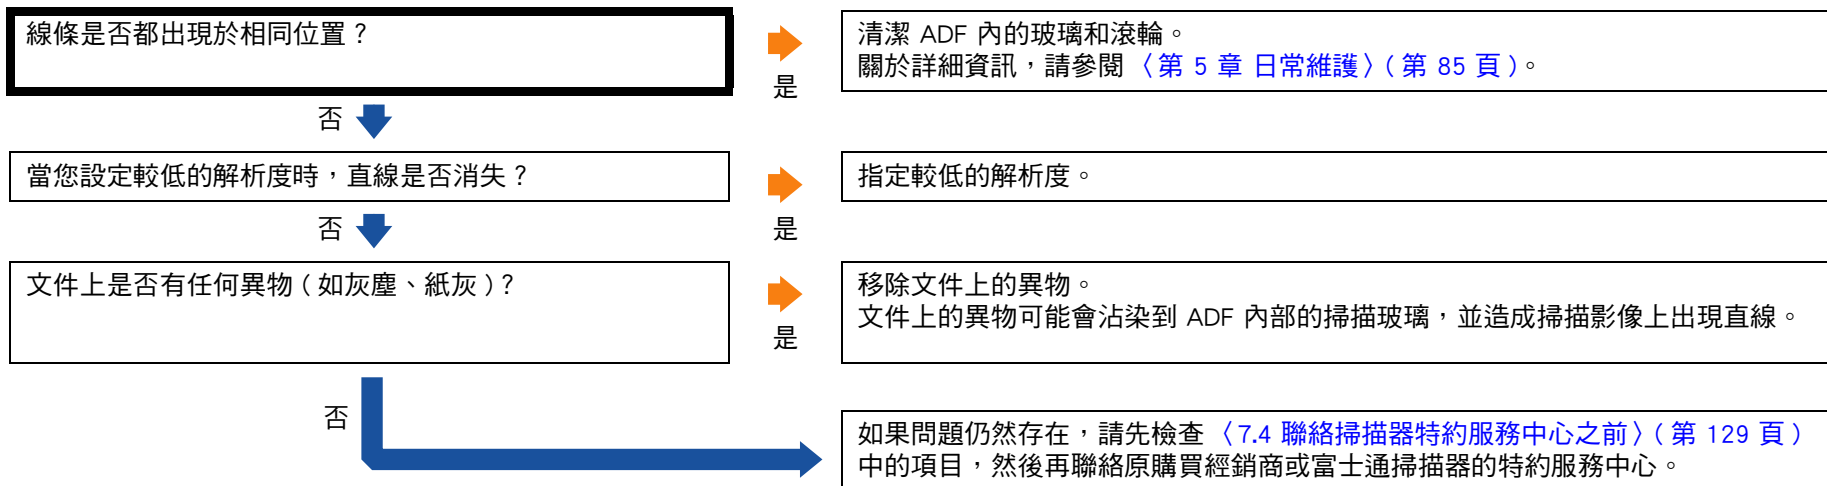 線條是否都出現於相同位置？
是
清潔 ADF 內的玻璃和滾輪。
關於詳細資訊，請參閱〈第 5 章 日常維護〉( 第 85 頁 )。
否
當您設定較低的解析度時，直線是否消失？
是
指定較低的解析度。
否
文件上是否有任何異物 ( 如灰塵、紙灰 )？
是
移除文件上的異物。
文件上的異物可能會沾染到 ADF 內部的掃描玻璃，並造成掃描影像上出現直線。
否
如果問題仍然存在，請先檢查〈7.4 聯絡掃描器特約服務中心之前〉( 第 129 頁 )
中的項目，然後再聯絡原購買經銷商或富士通掃描器的特約服務中心。